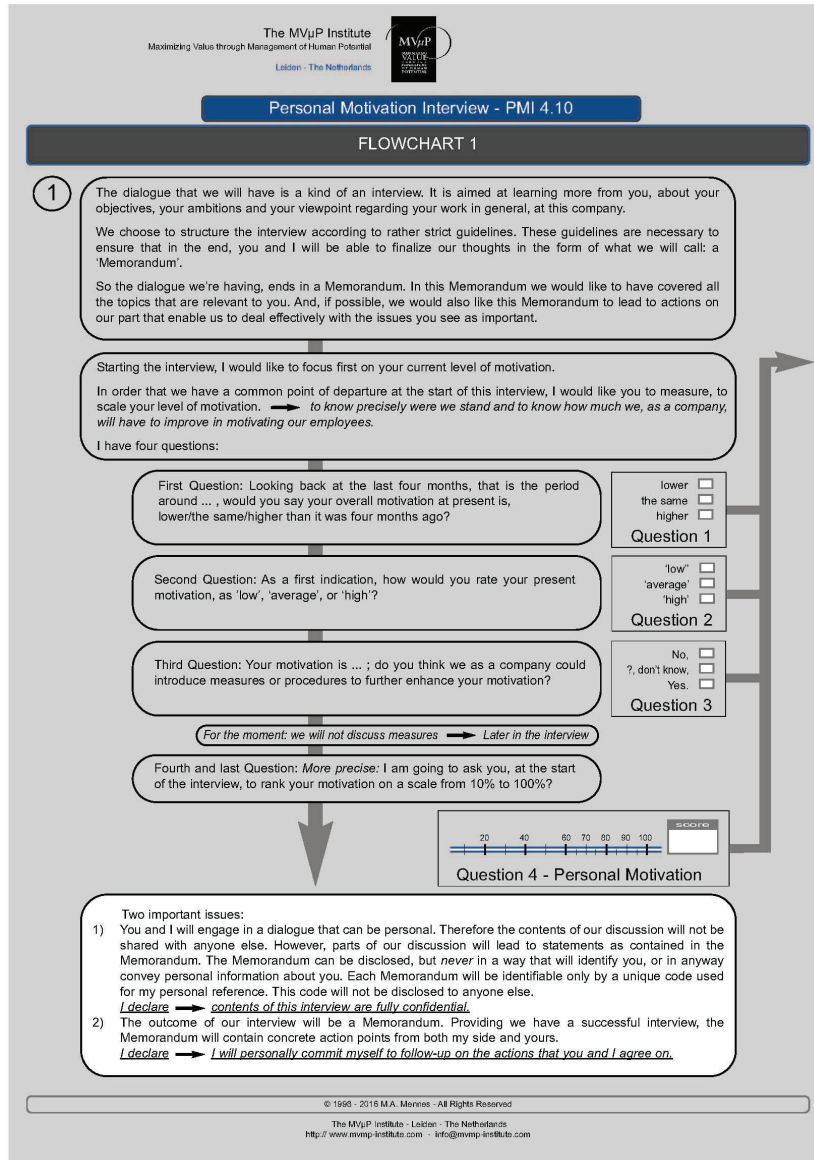 The MVµP Institute
Maximizing Value through Management of Human Potential
Leiden - The Netherlands
MVµP
VALUE
POTENTIAL
Personal Motivation Interview - PMI 4.10
FLOWCHART 1
1
The dialogue that we will have is a kind of an interview. It is aimed at learning more from you, about your
objectives, your ambitions and your viewpoint regarding your work in general, at this company.
We choose to structure the interview according to rather strict guidelines. These guidelines are necessary to
ensure that in the end, you and I will be able to finalize our thoughts in the form of what we will call: a
‘Memorandum’.
So the dialogue we're having, ends in a Memorandum. In this Memorandum we would like to have covered all
the topics that are relevant to you. And, if possible, we would also like this Memorandum to lead to actions on
our part that enable us to deal effectively with the issues you see as important.
Starting the interview, I would like to focus first on your current level of motivation.
In order that we have a common point of departure at the start of this interview, I would like you to measure, to
scale your level of motivation. to know precisely were we stand and to know how much we, as a company,
will have to improve in motivating our employees.
I have four questions:
First Question: Looking back at the last four months, that is the period
around ... , would you say your overall motivation at present is,
lower/the same/higher than it was four months ago?
lower
the same
higher
Question 1
Second Question: As a first indication, how would you rate your present
motivation, as 'low', 'average', or 'high'?
'low"
'average'
'high'
Question 2
Third Question: Your motivation is ... ; do you think we as a company could
introduce measures or procedures to further enhance your motivation?
No,
?, don't know,
Yes.
Question 3
For the moment: we will not discuss measures Later in the interview
Fourth and last Question: More precise: I am going to ask you, at the start
of the interview, to rank your motivation on a scale from 10% to 100%?
score
20 40 60 70 80 90 100
Question 4 - Personal Motivation
Two important issues:
1) You and I will engage in a dialogue that can be personal. Therefore the contents of our discussion will not be
shared with anyone else. However, parts of our discussion will lead to statements as contained in the
Memorandum. The Memorandum can be disclosed, but never in a way that will identify you, or in anyway
convey personal information about you. Each Memorandum will be identifiable only by a unique code used
for my personal reference. This code will not be disclosed to anyone else.
I declare contents of this interview are fully confidential.
2) The outcome of our interview will be a Memorandum. Providing we have a successful interview, the
Memorandum will contain concrete action points from both my side and yours.
I declare I will personally commit myself to follow-up on the actions that you and I agree on.
© 1998 - 2016 M.A. Mennes - All Rights Reserved
The MVµP Institute - Leiden - The Netherlands
http:// www.mvmp-institute.com - info@mvmp-institute.com